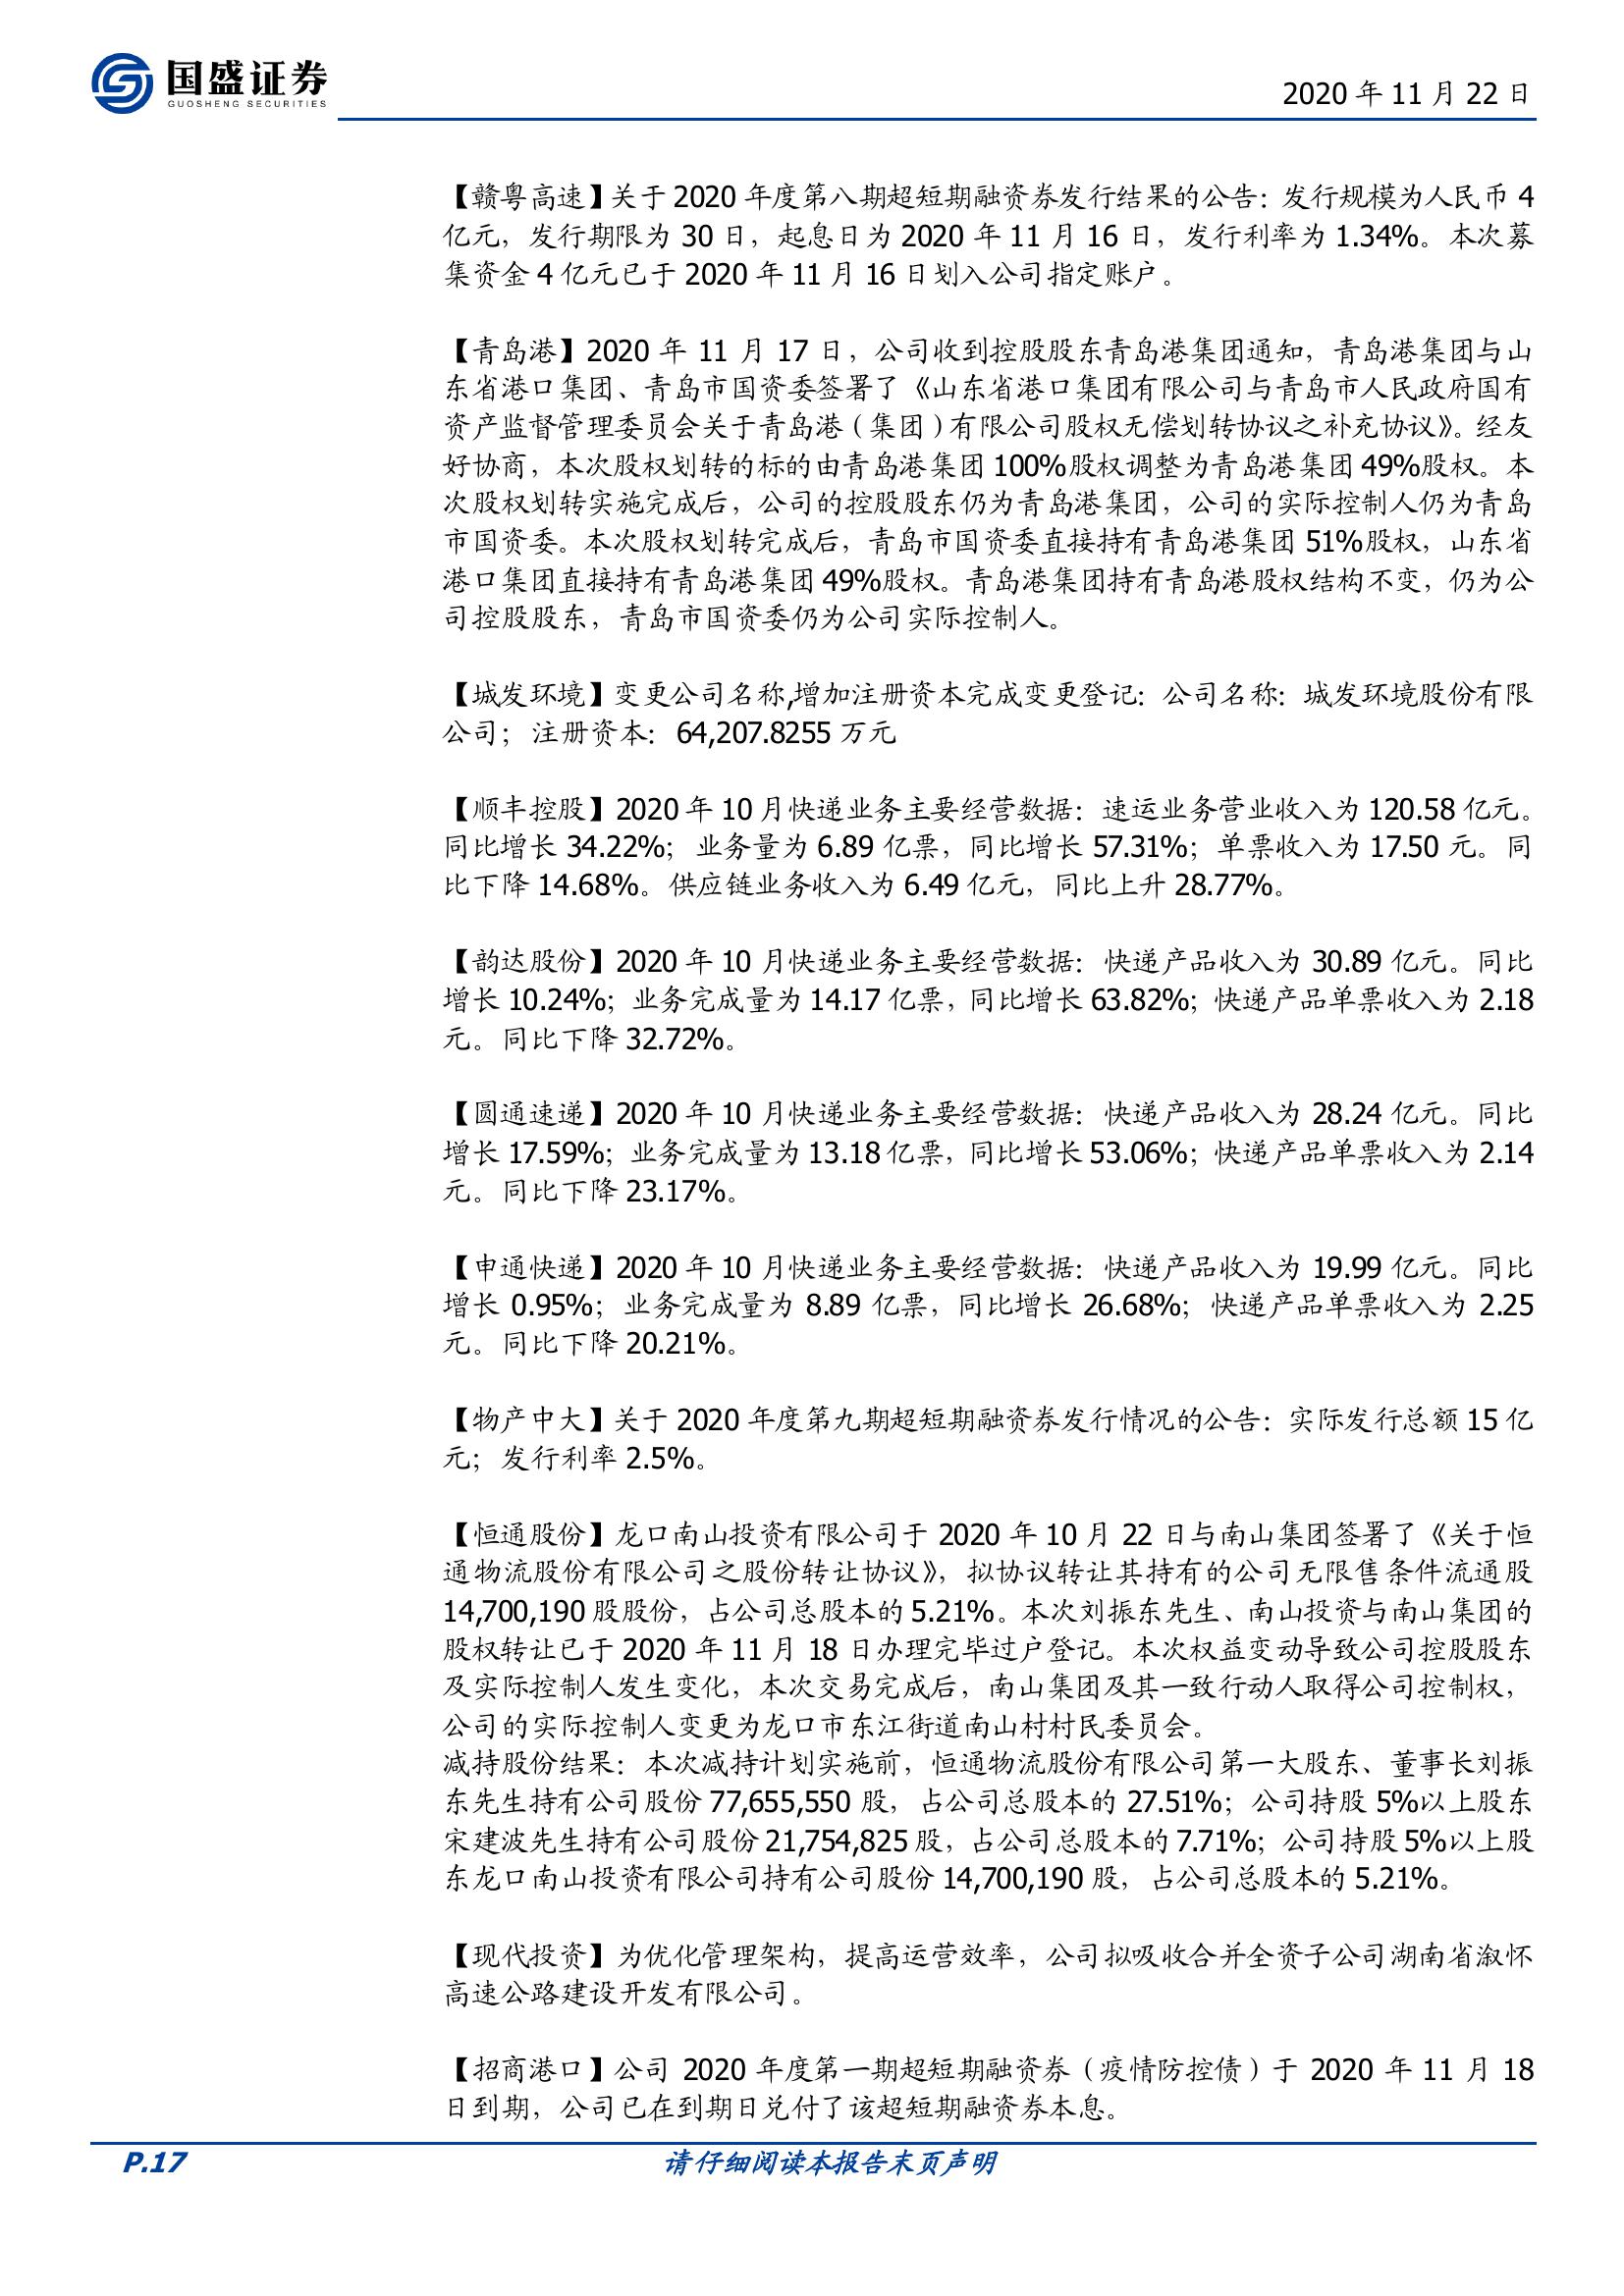 国盛证券
GUOSHENG SECURITIES
2020 年 11 月 22 日
【赣粤高速】关于 2020 年度第八期超短期融资券发行结果的公告：发行规模为人民币 4
亿元，发行期限为 30 日，起息日为 2020 年 11 月 16 日，发行利率为 1.34%。本次募
集资金 4 亿元已于 2020 年 11 月 16 日划入公司指定账户。
【青岛港】2020 年 11 月 17 日，公司收到控股股东青岛港集团通知，青岛港集团与山
东省港口集团、青岛市国资委签署了《山东省港口集团有限公司与青岛市人民政府国有
资产监督管理委员会关于青岛港（集团）有限公司股权无偿划转协议之补充协议》。经友
好协商，本次股权划转的标的由青岛港集团 100%股权调整为青岛港集团 49%股权。本
次股权划转实施完成后，公司的控股股东仍为青岛港集团，公司的实际控制人仍为青岛
市国资委。本次股权划转完成后，青岛市国资委直接持有青岛港集团 51%股权，山东省
港口集团直接持有青岛港集团 49%股权。青岛港集团持有青岛港股权结构不变，仍为公
司控股股东，青岛市国资委仍为公司实际控制人。
【城发环境】变更公司名称,增加注册资本完成变更登记：公司名称：城发环境股份有限
公司；注册资本：64,207.8255 万元
【顺丰控股】2020 年 10 月快递业务主要经营数据：速运业务营业收入为 120.58 亿元。
同比增长 34.22%；业务量为 6.89 亿票，同比增长 57.31%；单票收入为 17.50 元。同
比下降 14.68%。供应链业务收入为 6.49 亿元，同比上升 28.77%。
【韵达股份】2020 年 10 月快递业务主要经营数据：快递产品收入为 30.89 亿元。同比
增长 10.24%；业务完成量为 14.17 亿票，同比增长 63.82%；快递产品单票收入为 2.18
元。同比下降 32.72%。
【圆通速递】2020 年 10 月快递业务主要经营数据：快递产品收入为 28.24 亿元。同比
增长 17.59%；业务完成量为 13.18 亿票，同比增长 53.06%；快递产品单票收入为 2.14
元。同比下降 23.17%。
【申通快递】2020 年 10 月快递业务主要经营数据：快递产品收入为 19.99 亿元。同比
增长 0.95%；业务完成量为 8.89 亿票，同比增长 26.68%；快递产品单票收入为 2.25
元。同比下降 20.21%。
【物产中大】关于 2020 年度第九期超短期融资券发行情况的公告：实际发行总额 15 亿
元；发行利率 2.5%。
【恒通股份】龙口南山投资有限公司于 2020 年 10 月 22 日与南山集团签署了《关于恒
通物流股份有限公司之股份转让协议》，拟协议转让其持有的公司无限售条件流通股
14,700,190 股股份，占公司总股本的 5.21%。本次刘振东先生、南山投资与南山集团的
股权转让已于 2020 年 11 月 18 日办理完毕过户登记。本次权益变动导致公司控股股东
及实际控制人发生变化，本次交易完成后，南山集团及其一致行动人取得公司控制权，
公司的实际控制人变更为龙口市东江街道南山村村民委员会。
减持股份结果：本次减持计划实施前，恒通物流股份有限公司第一大股东、董事长刘振
东先生持有公司股份 77,655,550 股，占公司总股本的 27.51%；公司持股 5%以上股东
宋建波先生持有公司股份 21,754,825 股，占公司总股本的 7.71%；公司持股 5%以上股
东龙口南山投资有限公司持有公司股份 14,700,190 股，占公司总股本的 5.21%。
【现代投资】为优化管理架构，提高运营效率，公司拟吸收合并全资子公司湖南省溆怀
高速公路建设开发有限公司。
【招商港口】公司 2020 年度第一期超短期融资券（疫情防控债）于 2020 年 11 月 18
日到期，公司已在到期日兑付了该超短期融资券本息。
P.17
请仔细阅读本报告末页声明